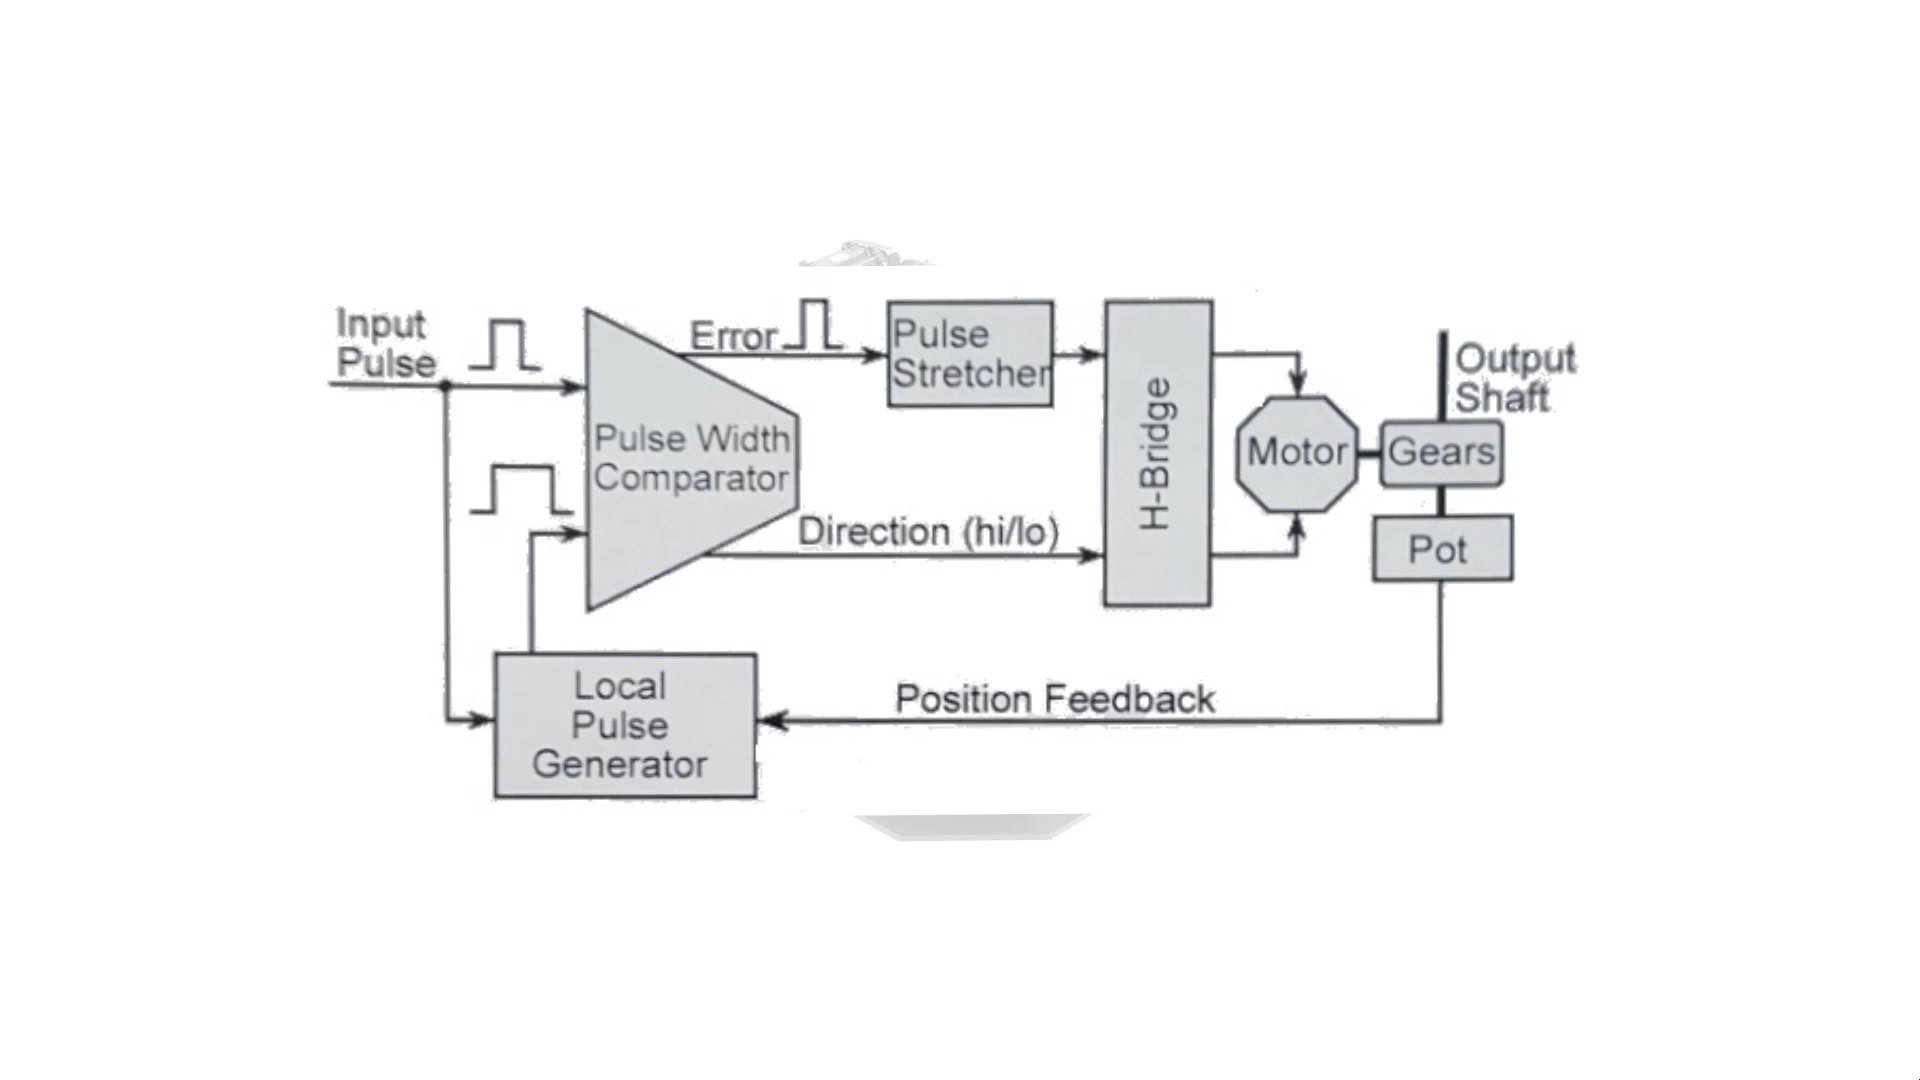 Input
Pulse
Error
Pulse
Stretcher
Output
Shaft
Pulse Width
Comparator
H-Bridge
Motor
Gears
Direction (hi/lo)
Pot
Local
Pulse
Generator
Position Feedback